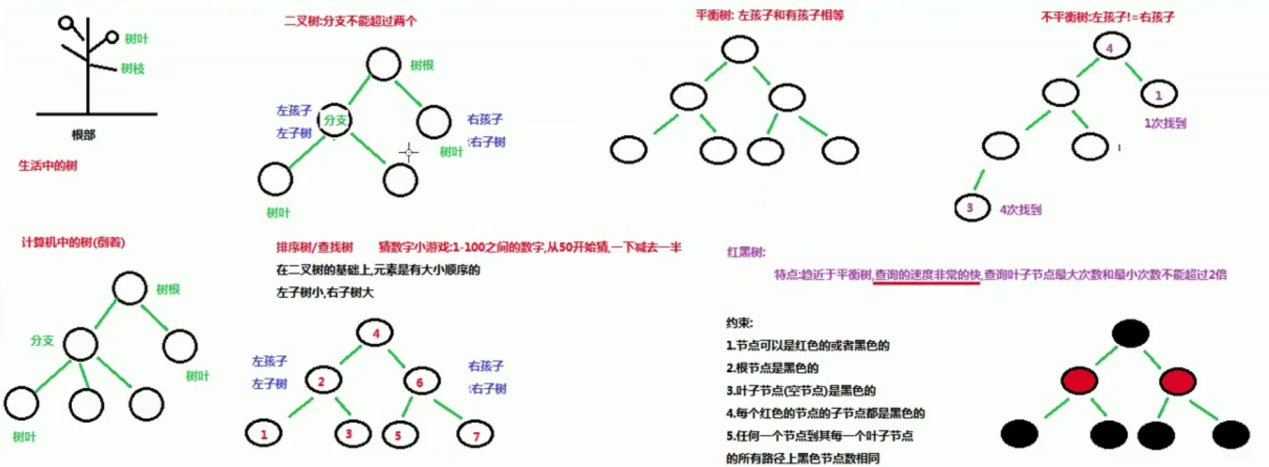 树叶
树枝
根部
生活中的树
二叉树:分支不能超过两个
树根
左孩子
左子树
分支
右孩子
右子树
树叶
树叶
平衡树: 左孩子和有孩子相等
不平衡树:左孩子!=右孩子
4
1
1次找到
3
4次找到
计算机中的树(倒着)
树根
分支
树叶
树叶
排序树/查找树 猜数字小游戏:1-100之间的数字,从50开始猜,一下减去一半
在二叉树的基础上,元素是有大小顺序的
左子树小,右子树大
4
左孩子
左子树
2
6
右孩子
右子树
1
3
5
7
红黑树:
特点:趋近于平衡树,查询的速度非常的快,查询叶子节点最大次数和最小次数不能超过2倍
约束:
1.节点可以是红色的或者黑色的
2.根节点是黑色的
3.叶子节点(空节点)是黑色的
4.每个红色的节点的子节点都是黑色的
5.任何一个节点到其每一个叶子节点
的所有路径上黑色节点数相同